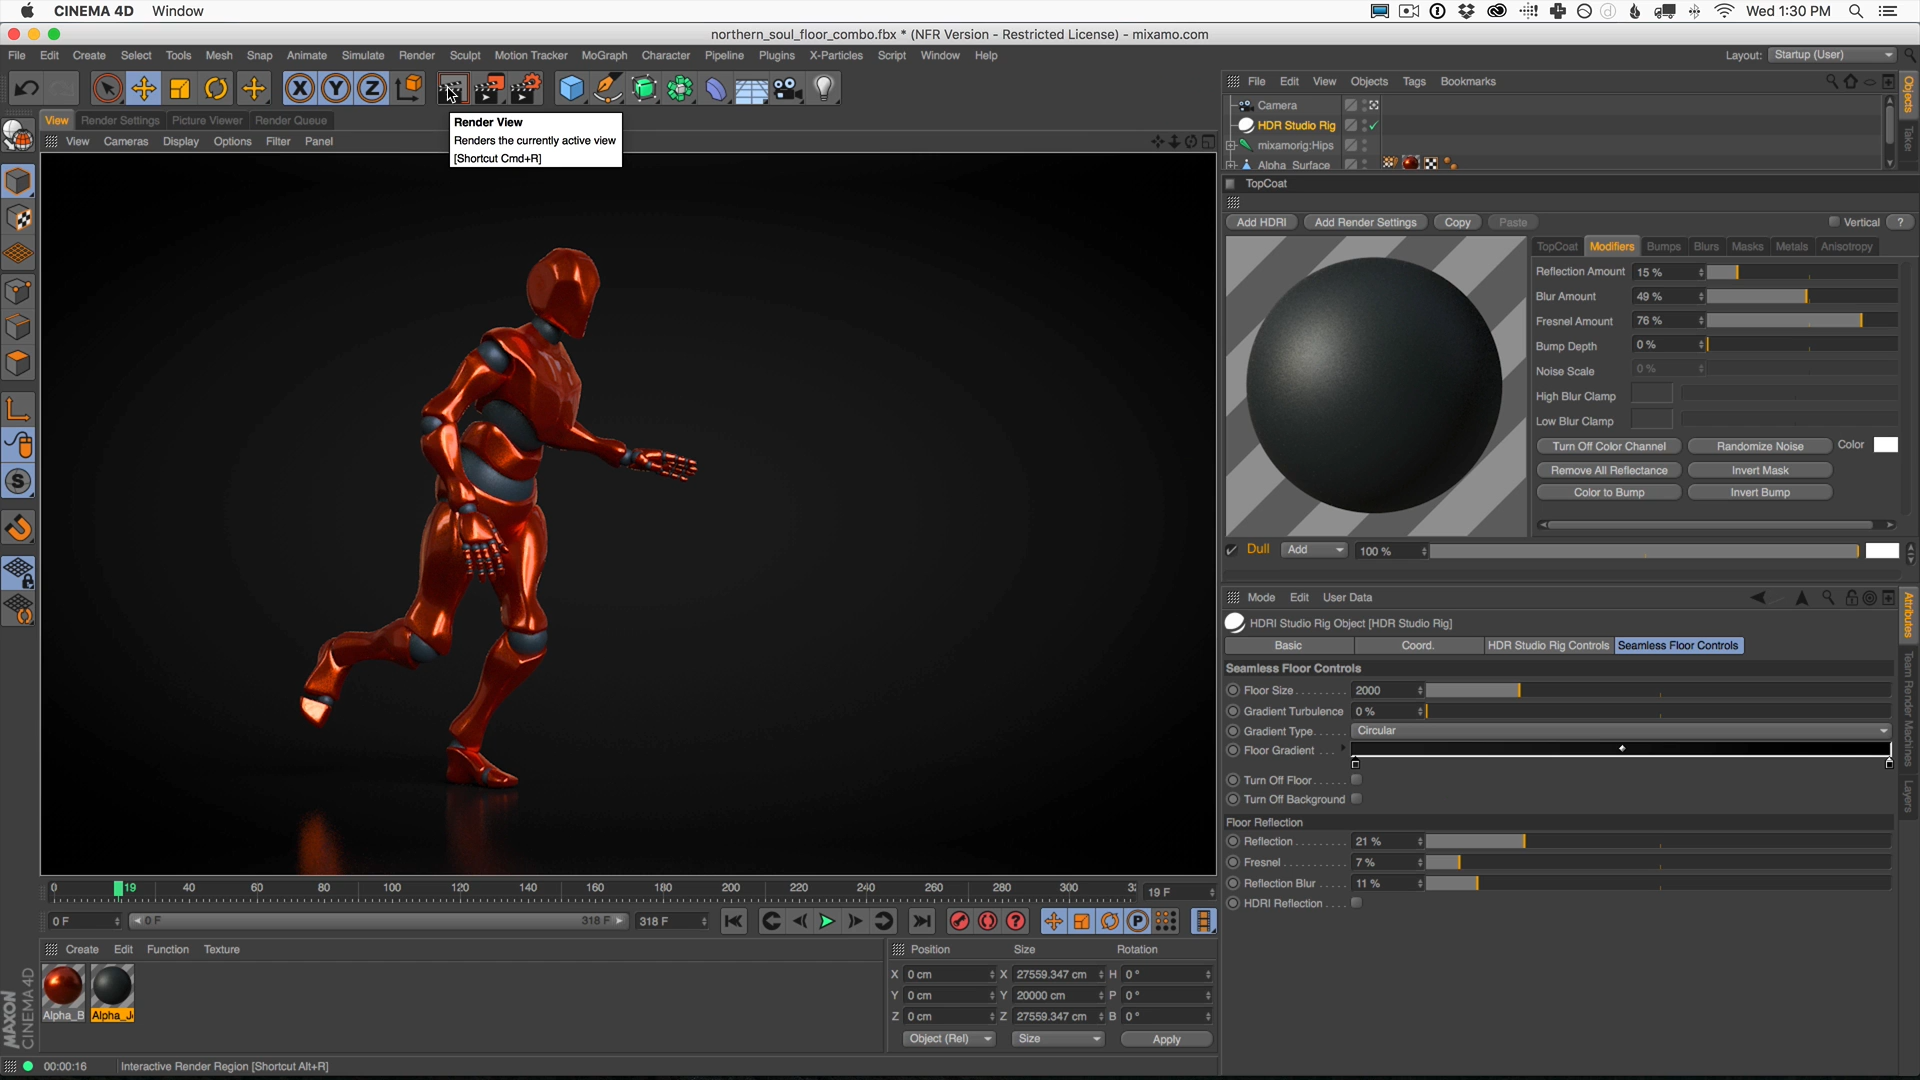 CINEMA 4D Window
Wed 1:30 PM
northern_soul_floor_combo.fbx * (NFR Version - Restricted License) - mixamo.com
File Edit Create Select Tools Mesh Snap Animate Simulate Render Sculpt Motion Tracker MoGraph Character Pipeline Plugins X-Particles Script Window Help
Layout: Startup (User)
X Y Z
File Edit View Objects Tags Bookmarks
Objects
Take
View Render Settings Picture Viewer Render Queue
View Cameras Display Options Filter Panel
Render View
Renders the currently active view
[Shortcut Cmd+R]
Camera
HDR Studio Rig
mixamorig:Hips
Alpha_Surface
TopCoat
Add HDRI Add Render Settings Copy Paste Vertical ?
TopCoat Modifiers Bumps Blurs Masks Metals Anisotropy
Reflection Amount 15 %
Blur Amount 49 %
Fresnel Amount 76 %
Bump Depth 0 %
Noise Scale 0 %
High Blur Clamp
Low Blur Clamp
Turn Off Color Channel Randomize Noise Color
Remove All Reflectance Invert Mask
Color to Bump Invert Bump
Dull Add 100 %
Mode Edit User Data
Attributes
Team Render Machines
Layers
HDRI Studio Rig Object [HDR Studio Rig]
Basic Coord. HDR Studio Rig Controls Seamless Floor Controls
Seamless Floor Controls
Floor Size 2000
Gradient Turbulence 0 %
Gradient Type Circular
Floor Gradient
Turn Off Floor
Turn Off Background
Floor Reflection
Reflection 21 %
Fresnel 7 %
Reflection Blur 11 %
HDRI Reflection
0 19 40 60 80 100 120 140 160 180 200 220 240 260 280 300 19 F
0 F 0 F 318 F 318 F
P
Create Edit Function Texture
Position Size Rotation
X 0 cm X 27559.347 cm H 0 °
Y 0 cm Y 20000 cm P 0 °
Z 0 cm Z 27559.347 cm B 0 °
Object (Rel) Size Apply
Alpha_B Alpha_J
MAXON
CINEMA 4D
00:00:16 Interactive Render Region [Shortcut Alt+R]